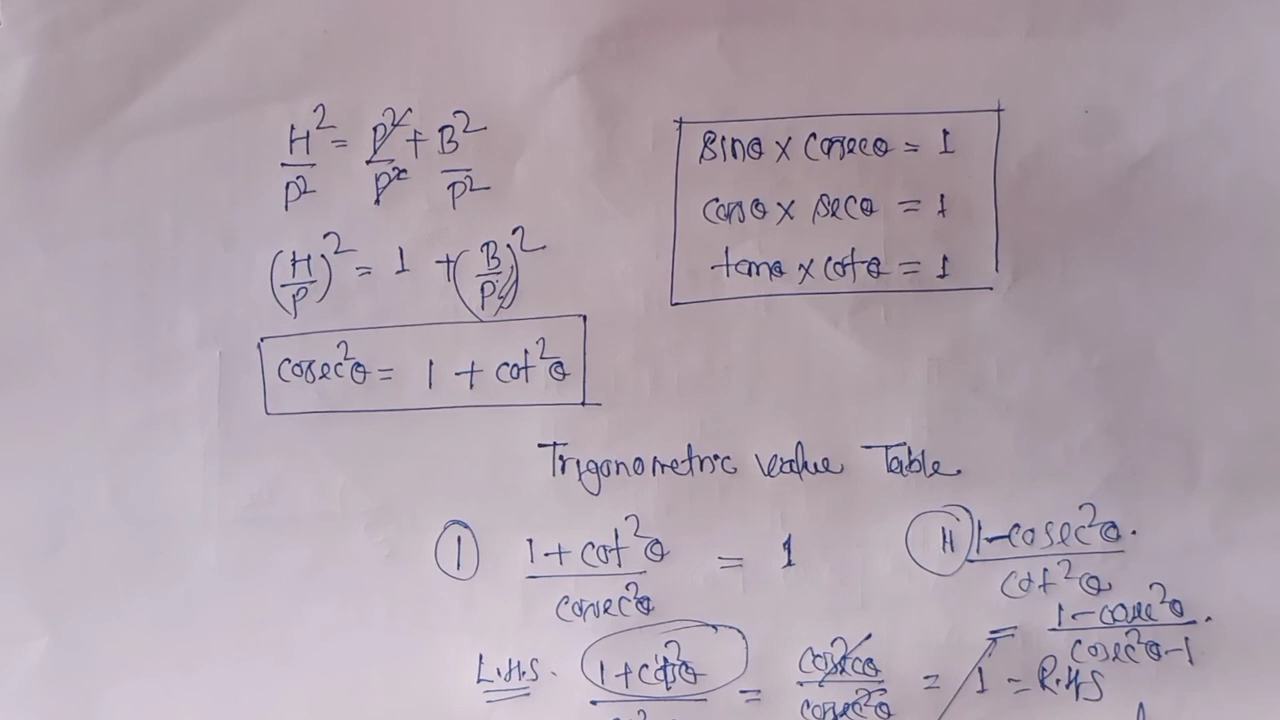 H²/P² = P²/P² + B²/P²
(H/P)² = 1 + (B/P)²
cosec²θ = 1 + cot²θ
Sinθ × cosecθ = 1
cosθ × secθ = 1
tanθ × cotθ = 1
Trigonometric value Table
I (1 + cot²θ)/cosec²θ = 1
II (1 - cosec²θ)/cot²θ
= (1 - cosec²θ)/(cosec²θ - 1)
L.H.S. (1 + cot²θ)/ = cosec²θ/cosec²θ = 1 = R.H.S